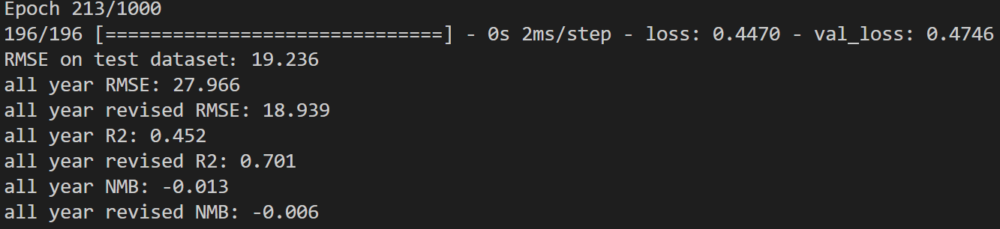 Epoch 213/1000
196/196 [==============================] - 0s 2ms/step - loss: 0.4470 - val_loss: 0.4746
RMSE on test dataset: 19.236
all year RMSE: 27.966
all year revised RMSE: 18.939
all year R2: 0.452
all year revised R2: 0.701
all year NMB: -0.013
all year revised NMB: -0.006